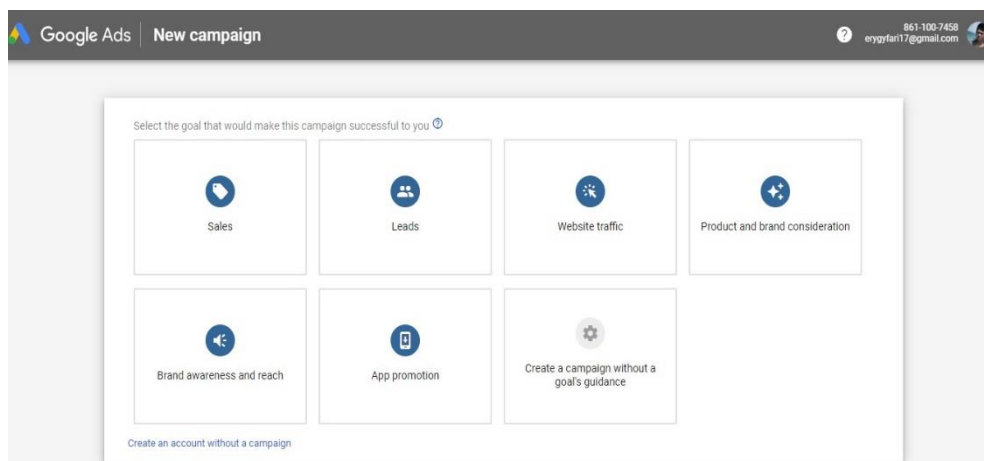 Google Ads New campaign
861-100-7458
erygyfari17@gmail.com
Select the goal that would make this campaign successful to you
Sales
Leads
Website traffic
Product and brand consideration
Brand awareness and reach
App promotion
Create a campaign without a
goal's guidance
Create an account without a campaign